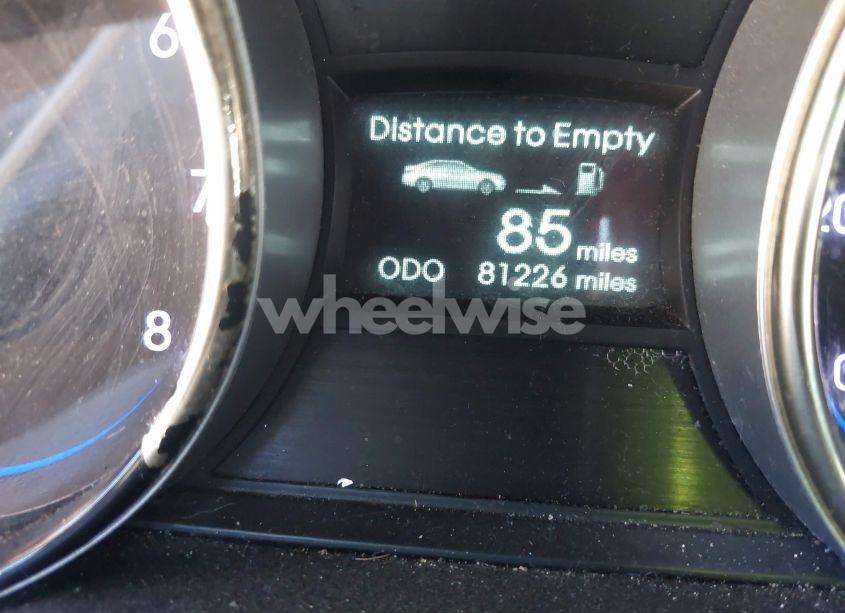 6
Distance to Empty
7
85 miles
ODO 81226 miles
wheelwise
8